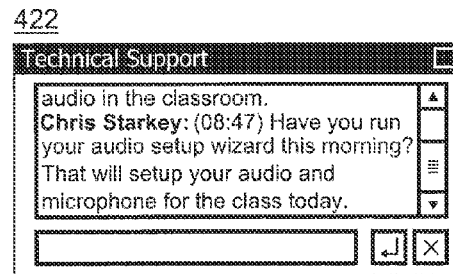 422
Technical Support
audio in the classroom.
Chris Starkey: (08:47) Have you run
your audio setup wizard this morning?
That will setup your audio and
microphone for the class today.